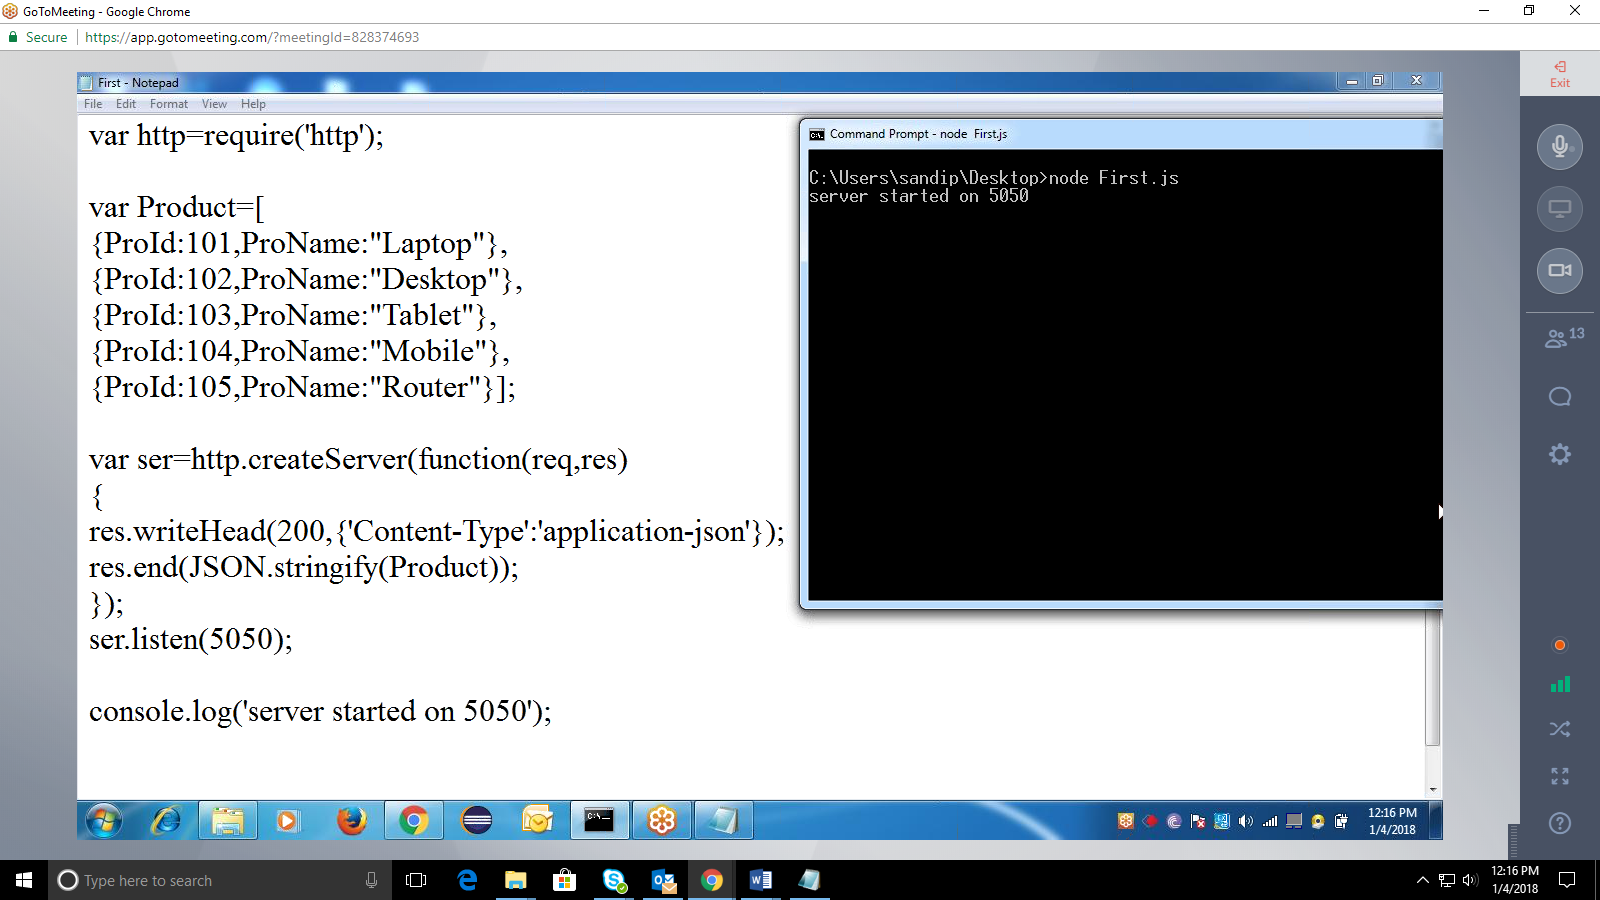 GoToMeeting - Google Chrome
Secure https://app.gotomeeting.com/?meetingId=828374693
Exit
First - Notepad
File Edit Format View Help
var http=require('http');
var Product=[
{ProId:101,ProName:"Laptop"},
{ProId:102,ProName:"Desktop"},
{ProId:103,ProName:"Tablet"},
{ProId:104,ProName:"Mobile"},
{ProId:105,ProName:"Router"}];
var ser=http.createServer(function(req,res)
{
res.writeHead(200,{'Content-Type':'application-json'});
res.end(JSON.stringify(Product));
});
ser.listen(5050);
console.log('server started on 5050');
Command Prompt - node First.js
C:\Users\sandip\Desktop>node First.js
server started on 5050
13
12:16 PM
1/4/2018
Type here to search
12:16 PM
1/4/2018